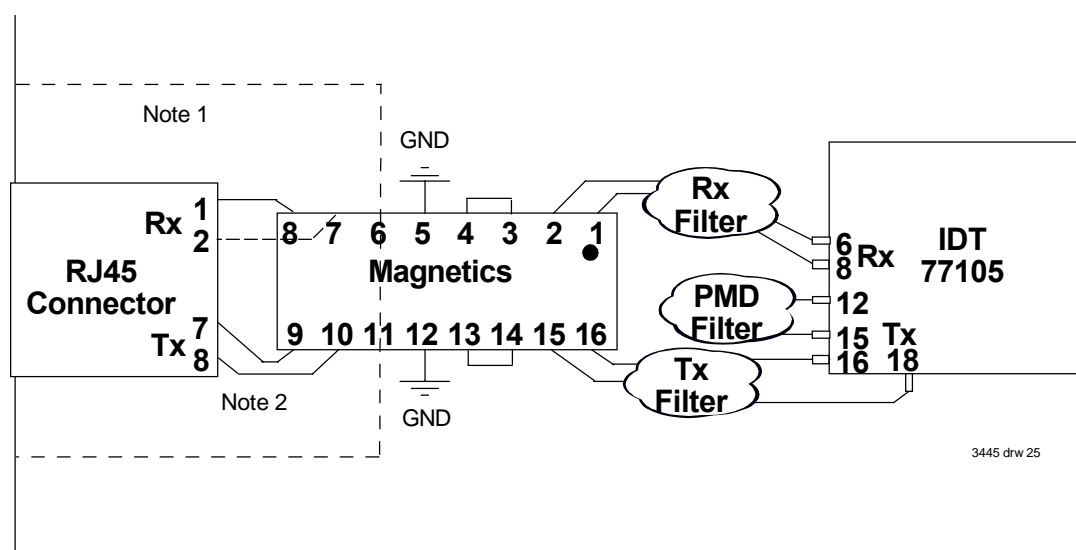 Note 1
GND
RJ45
Connector
Rx
1
2
Tx
7
8
8 7 6 5 4 3 2 1
Magnetics
9 10 11 12 13 14 15 16
Note 2
GND
Rx
Filter
PMD
Filter
Tx
Filter
IDT
77105
6
8
Rx
12
15
16
Tx
18
3445 drw 25